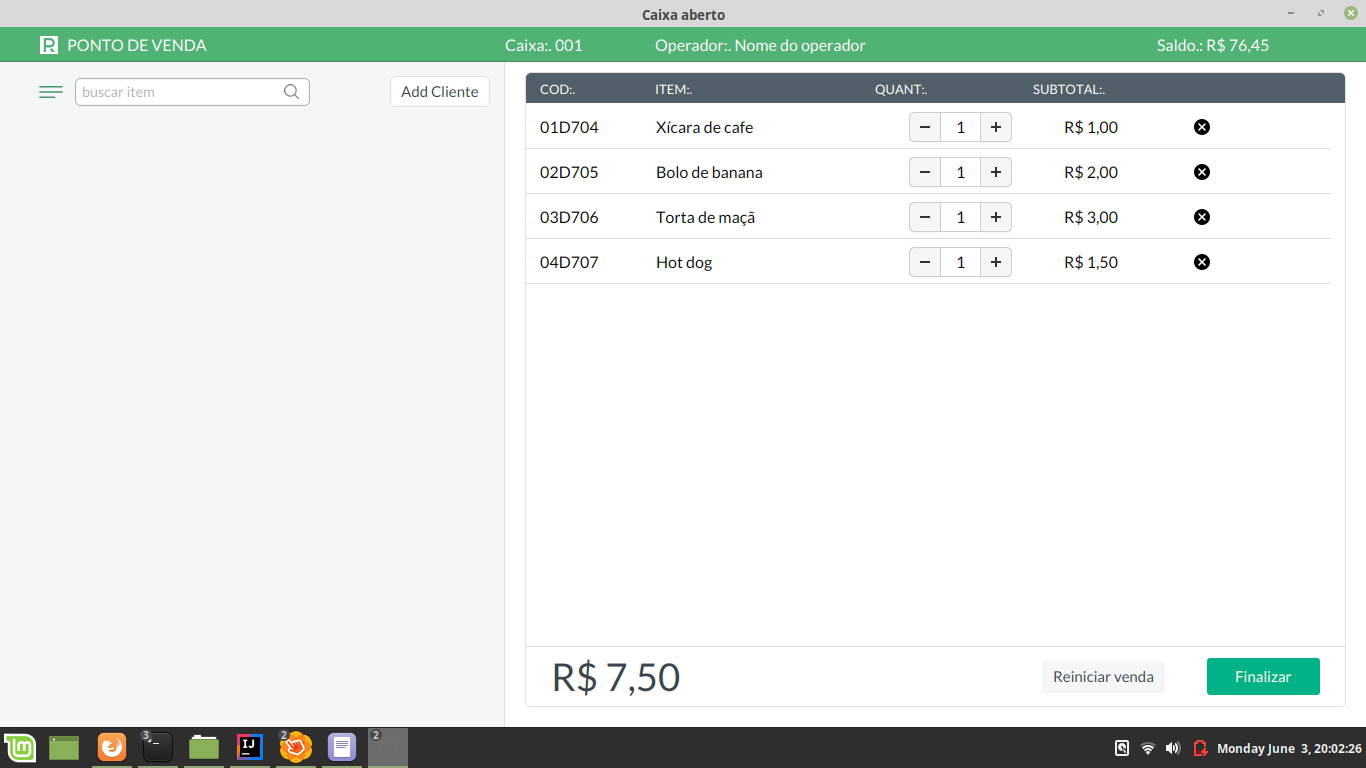 Caixa aberto
R PONTO DE VENDA Caixa:. 001 Operador:. Nome do operador Saldo.: R$ 76,45
buscar item Add Cliente
COD:. ITEM:. QUANT:. SUBTOTAL:.
01D704 Xícara de cafe − 1 + R$ 1,00
02D705 Bolo de banana − 1 + R$ 2,00
03D706 Torta de maçã − 1 + R$ 3,00
04D707 Hot dog − 1 + R$ 1,50
R$ 7,50 Reiniciar venda Finalizar
3 IJ 2 2 Monday June 3, 20:02:26